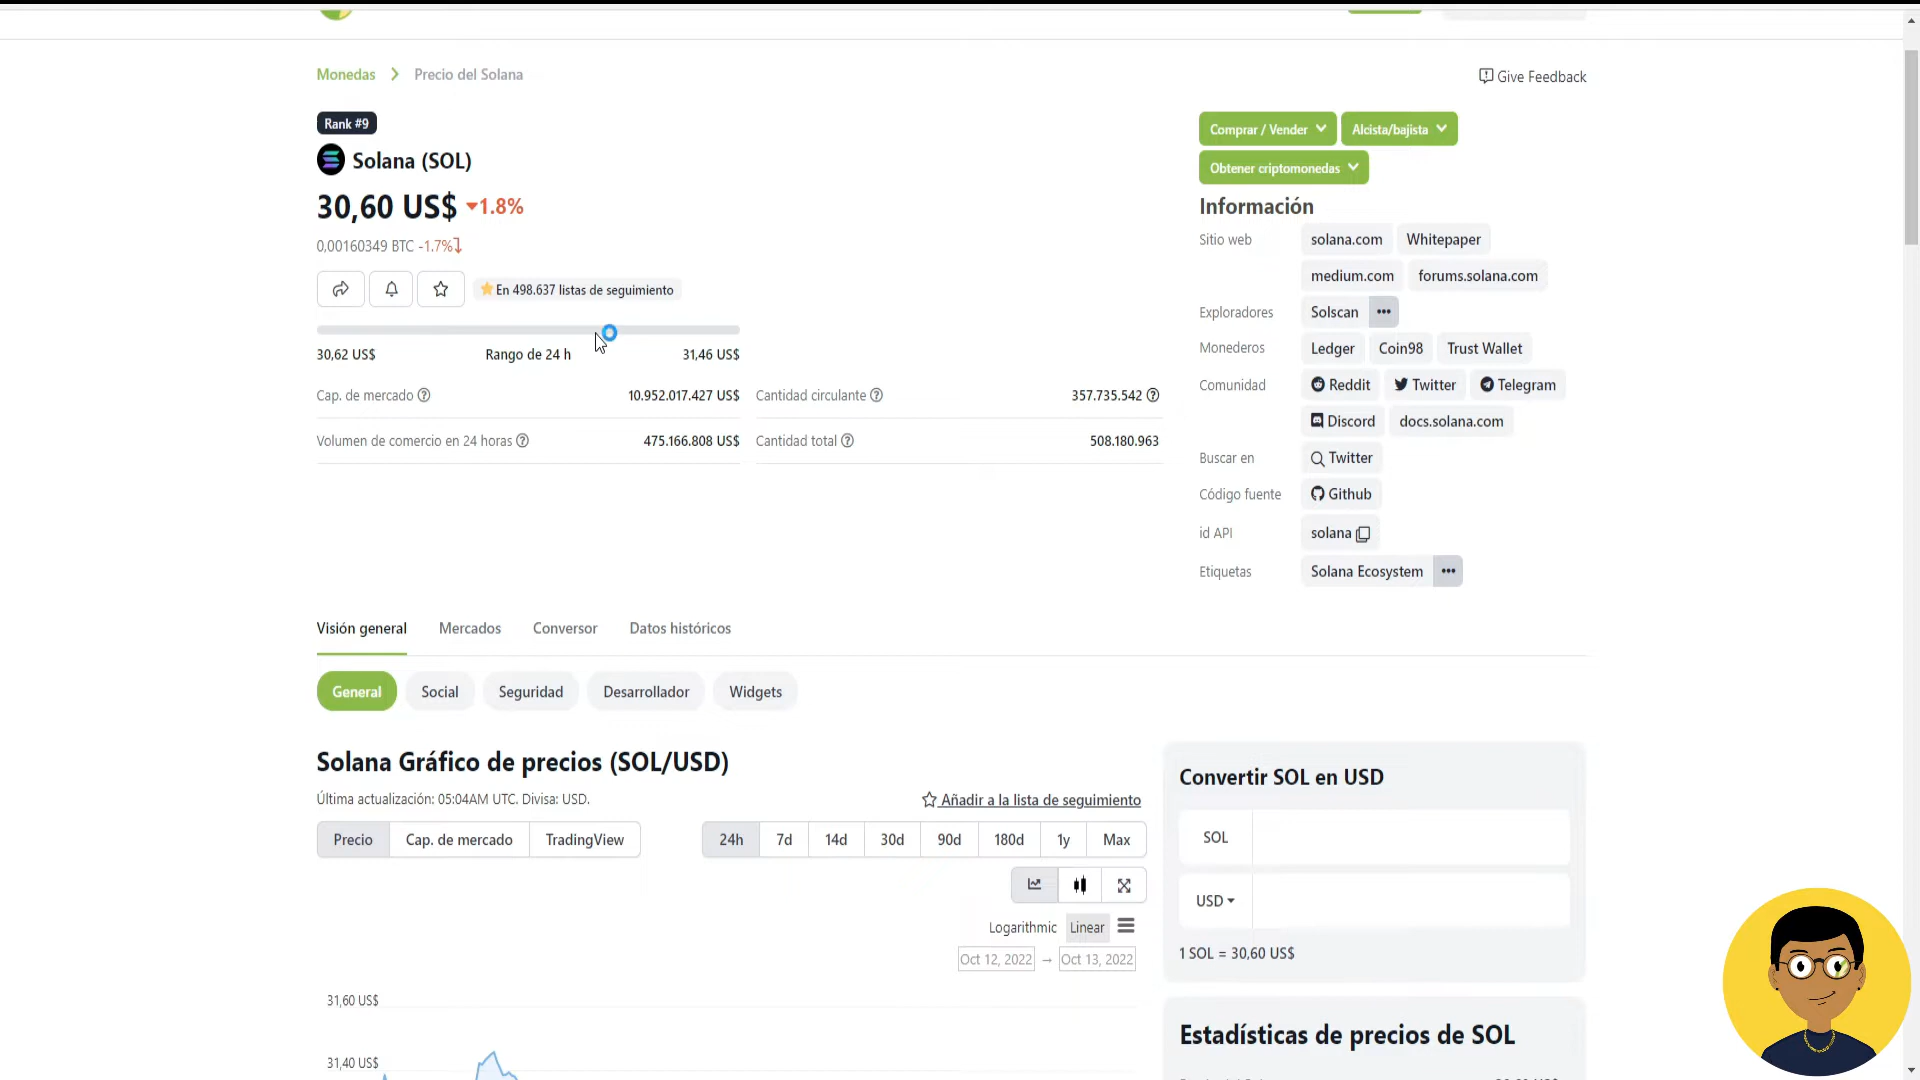 Monedas > Precio del Solana
Give Feedback
Rank #9
Solana (SOL)
30,60 US$ 1.8%
0,00160349 BTC -1.7%
En 498.637 listas de seguimiento
30,62 US$ Rango de 24 h 31,46 US$
Cap. de mercado 10.952.017.427 US$ Cantidad circulante 357.735.542
Volumen de comercio en 24 horas 475.166.808 US$ Cantidad total 508.180.963
Comprar / Vender Alcista/bajista
Obtener criptomonedas
Información
Sitio web solana.com Whitepaper
medium.com forums.solana.com
Exploradores Solscan
Monederos Ledger Coin98 Trust Wallet
Comunidad Reddit Twitter Telegram
Discord docs.solana.com
Buscar en Twitter
Código fuente Github
id API solana
Etiquetas Solana Ecosystem
Visión general Mercados Conversor Datos históricos
General Social Seguridad Desarrollador Widgets
Solana Gráfico de precios (SOL/USD)
Última actualización: 05:04AM UTC. Divisa: USD.
Añadir a la lista de seguimiento
Precio Cap. de mercado TradingView
24h 7d 14d 30d 90d 180d 1y Max
Logarithmic Linear
Oct 12, 2022 → Oct 13, 2022
31,60 US$
31,40 US$
Convertir SOL en USD
SOL
USD
1 SOL = 30,60 US$
Estadísticas de precios de SOL